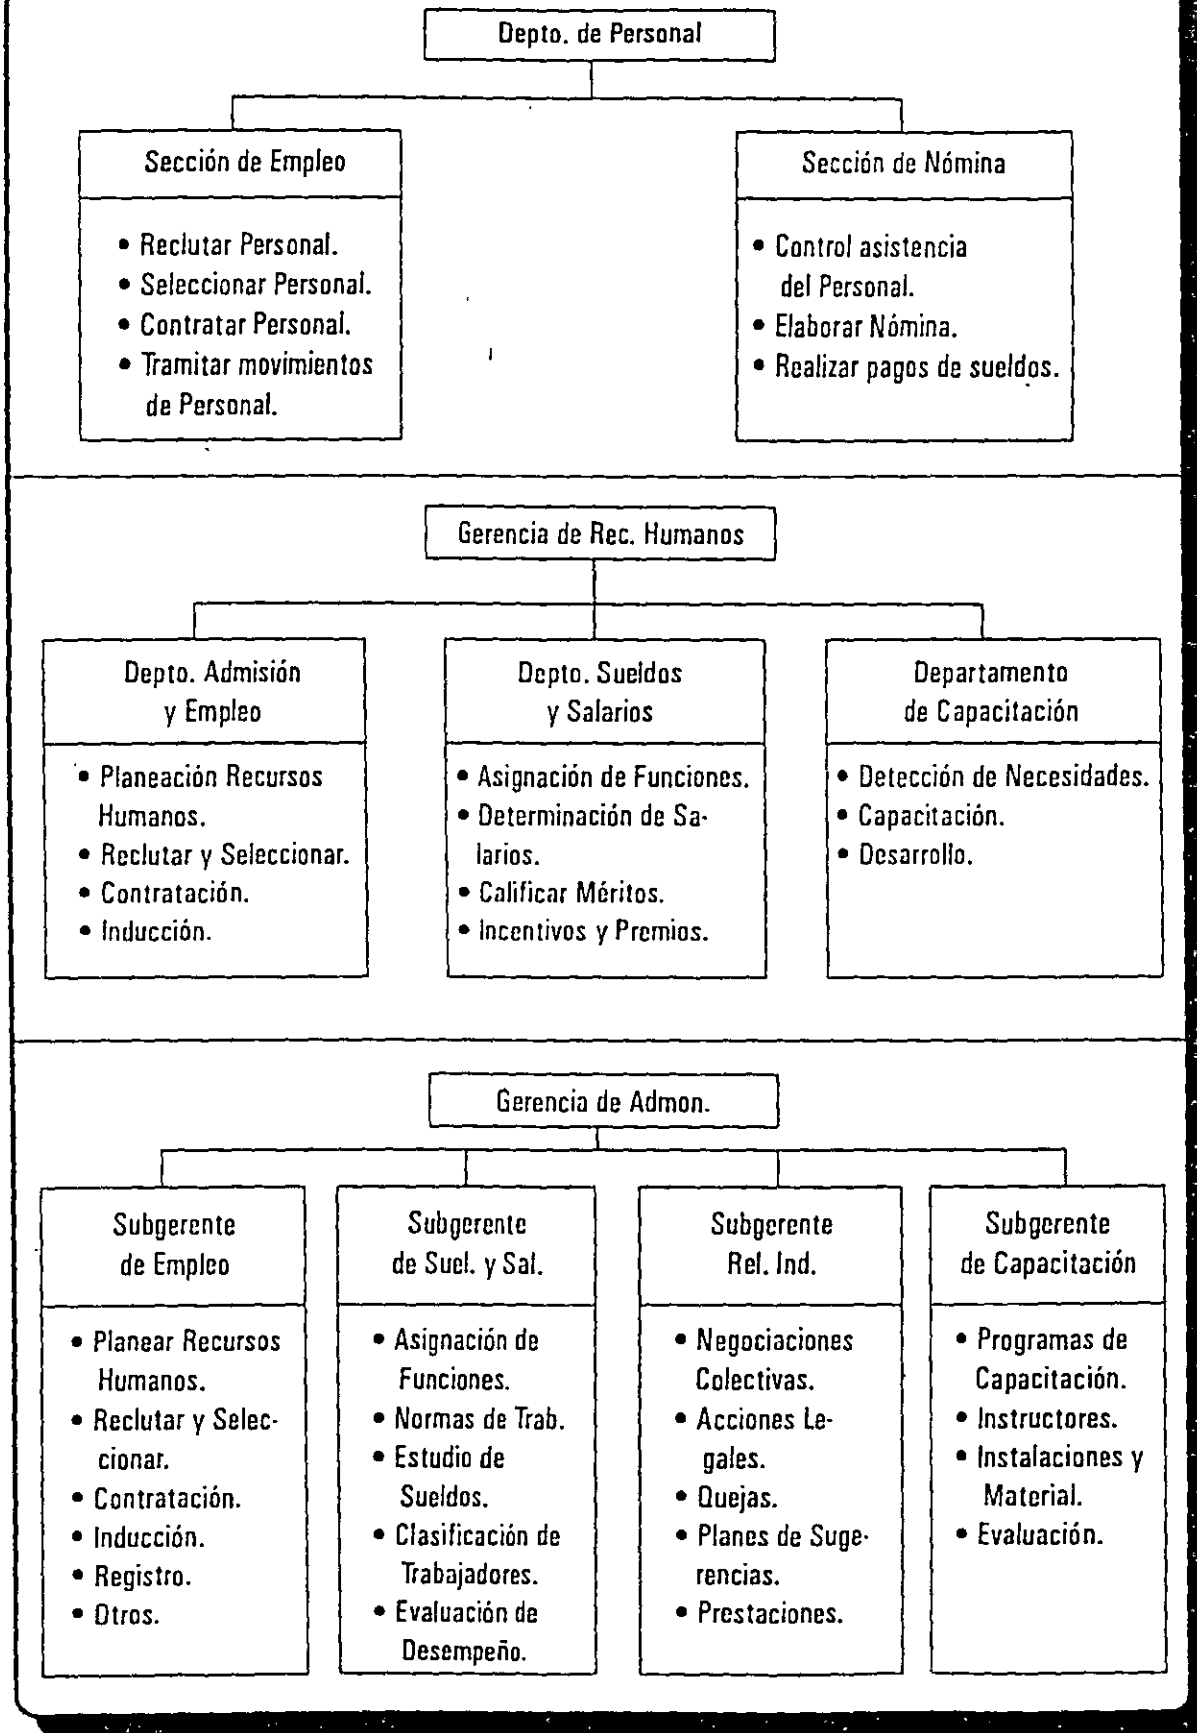 Depto. de Personal
Sección de Empleo
• Reclutar Personal.
• Seleccionar Personal.
• Contratar Personal.
• Tramitar movimientos
de Personal.
Sección de Nómina
• Control asistencia
del Personal.
• Elaborar Nómina.
• Realizar pagos de sueldos.
Gerencia de Rec. Humanos
Depto. Admisión
y Empleo
• Planeación Recursos
Humanos.
• Reclutar y Seleccionar.
• Contratación.
• Inducción.
Depto. Sueldos
y Salarios
• Asignación de Funciones.
• Determinación de Sa-
larios.
• Calificar Méritos.
• Incentivos y Premios.
Departamento
de Capacitación
• Detección de Necesidades.
• Capacitación.
• Desarrollo.
Gerencia de Admon.
Subgerente
de Empleo
• Planear Recursos
Humanos.
• Reclutar y Selec-
cionar.
• Contratación.
• Inducción.
• Registro.
• Otros.
Subgerente
de Suel. y Sal.
• Asignación de
Funciones.
• Normas de Trab.
• Estudio de
Sueldos.
• Clasificación de
Trabajadores.
• Evaluación de
Desempeño.
Subgerente
Rel. Ind.
• Negociaciones
Colectivas.
• Acciones Le-
gales.
• Quejas.
• Planes de Suge-
rencias.
• Prestaciones.
Subgerente
de Capacitación
• Programas de
Capacitación.
• Instructores.
• Instalaciones y
Material.
• Evaluación.